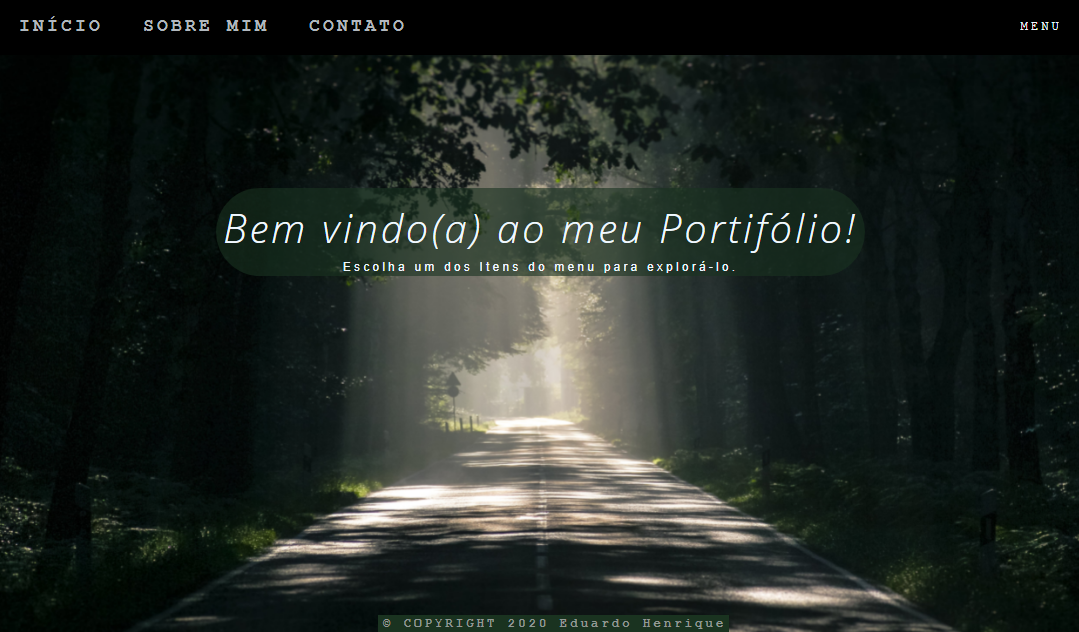 INÍCIO SOBRE MIM CONTATO MENU
Bem vindo(a) ao meu Portifólio!
Escolha um dos Itens do menu para explorá-lo.
© COPYRIGHT 2020 Eduardo Henrique